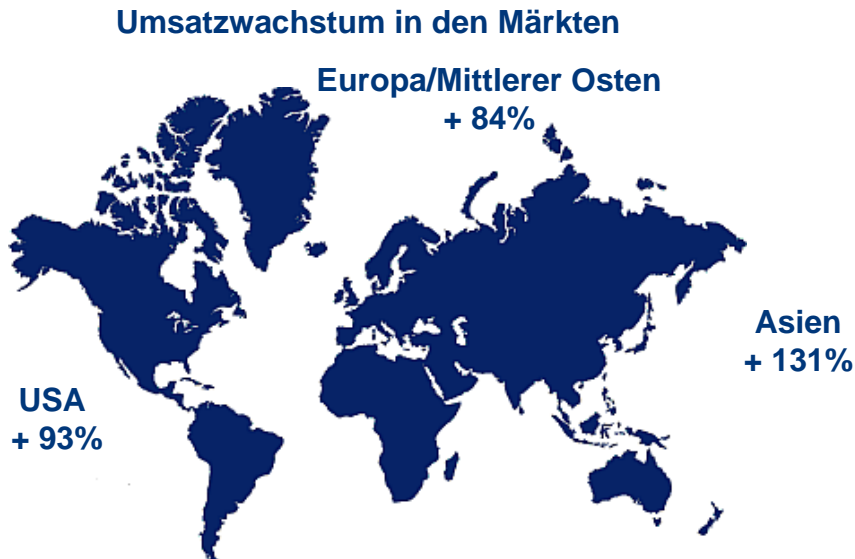 Umsatzwachstum in den Märkten
Europa/Mittlerer Osten
+ 84%
Asien
+ 131%
USA
+ 93%